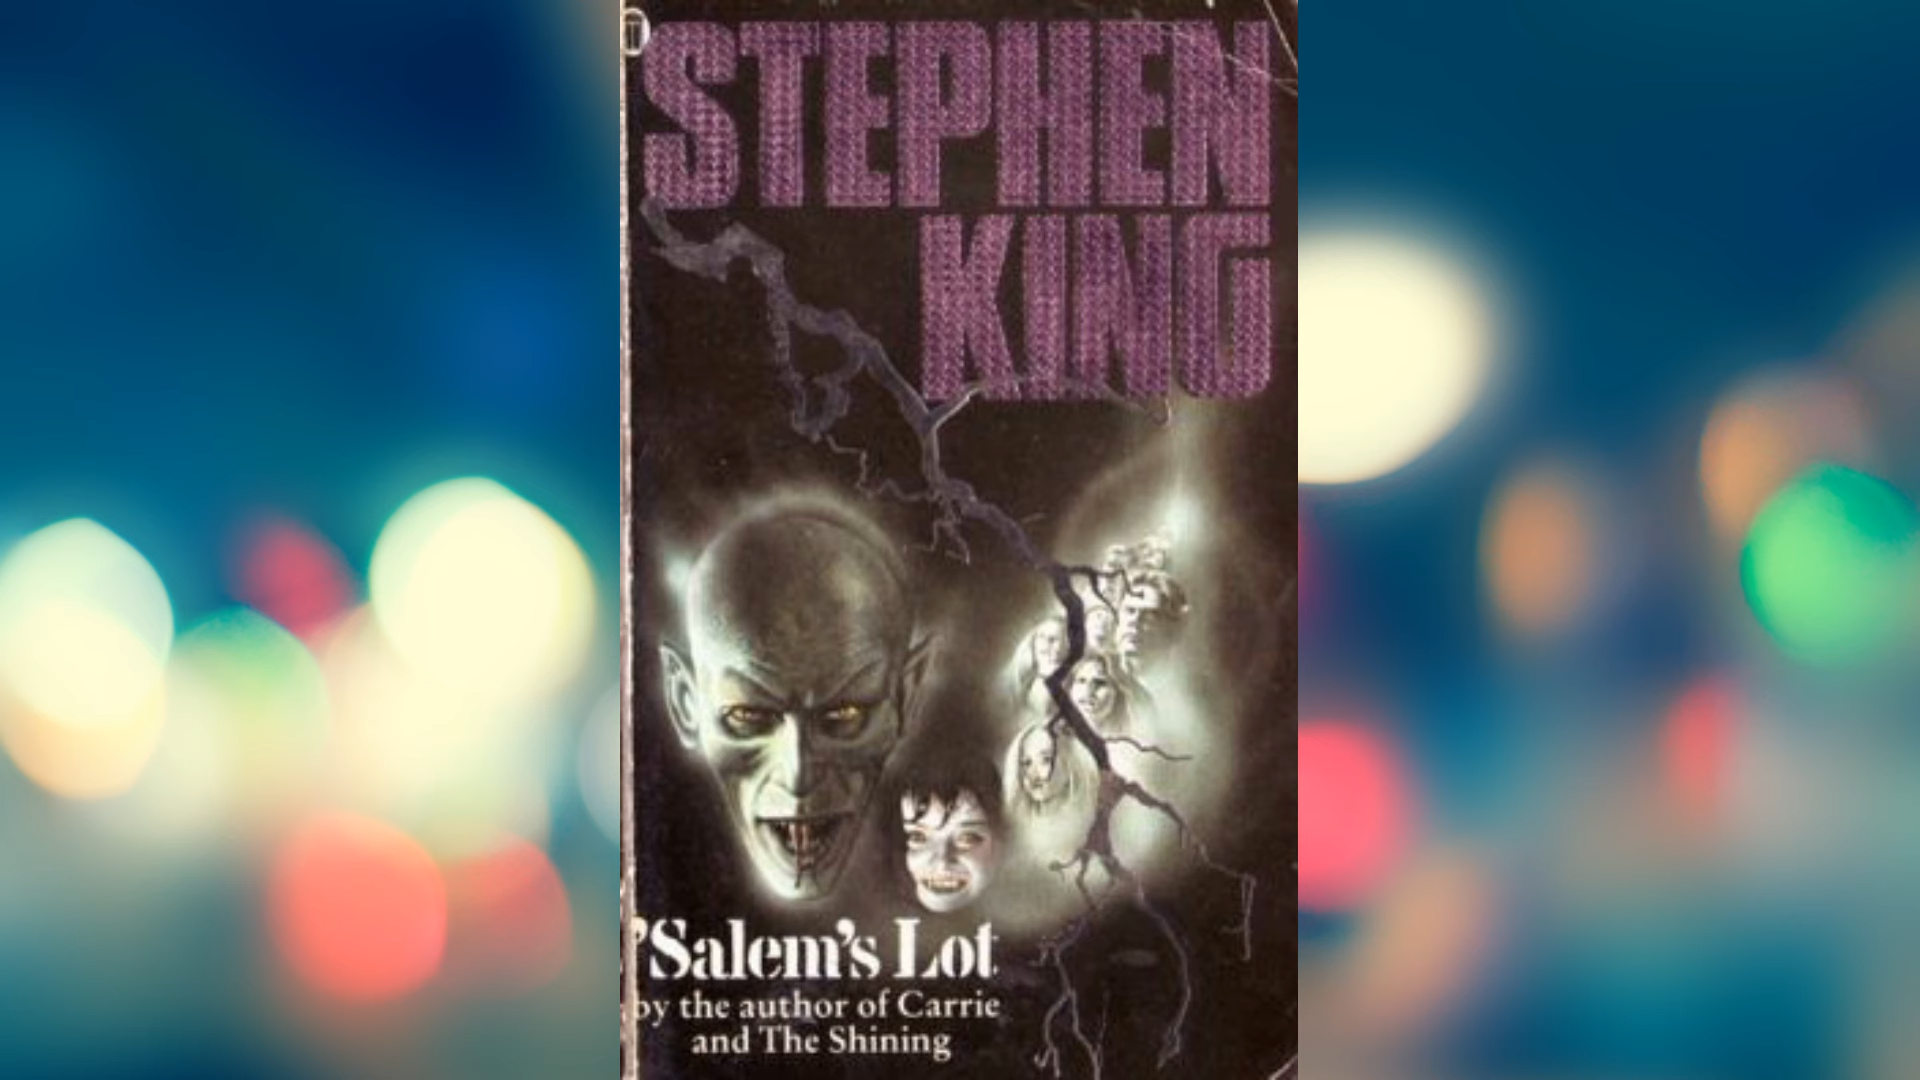 STEPHEN
KING
'Salem's Lot
by the author of Carrie
and The Shining